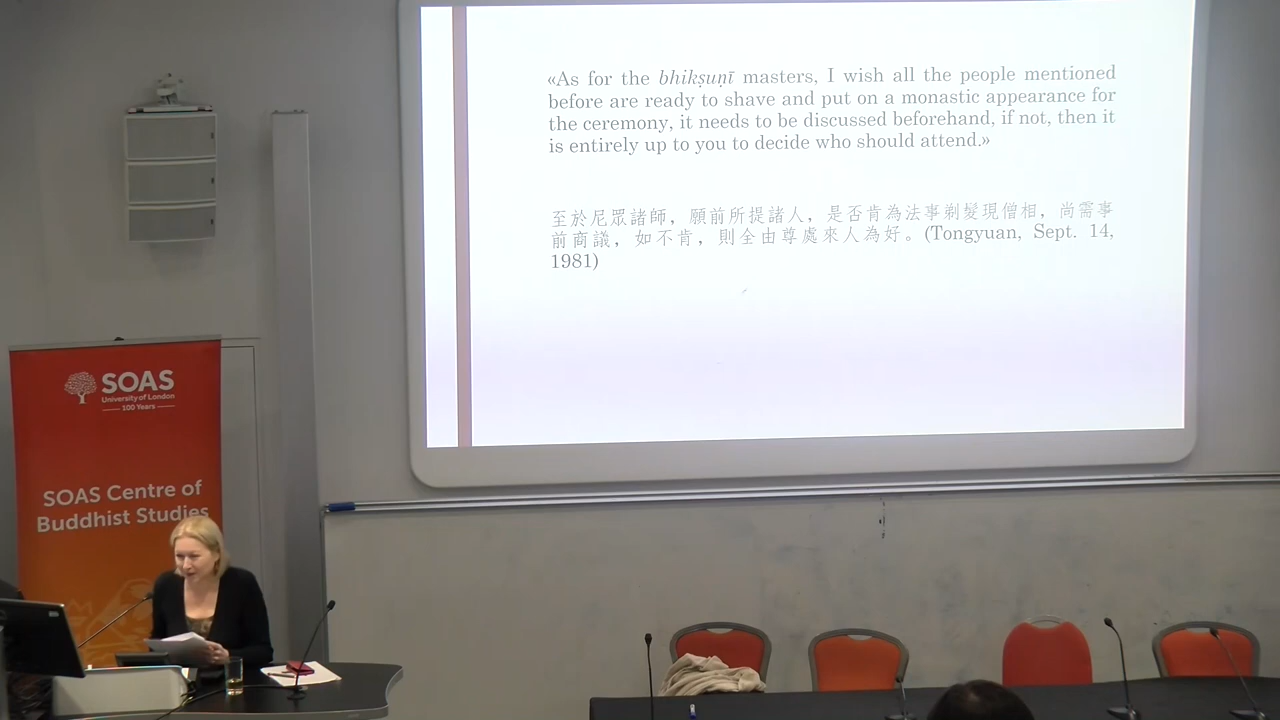 «As for the bhikṣuṇī masters, I wish all the people mentioned
before are ready to shave and put on a monastic appearance for
the ceremony, it needs to be discussed beforehand, if not, then it
is entirely up to you to decide who should attend.»
至於尼眾諸師，願前所提諸人，是否肯為法事剃髮現僧相，尚需事
前商議，如不肯，則全由尊處來人為好。(Tongyuan, Sept. 14,
1981)
SOAS
University of London
100 Years
SOAS Centre of
Buddhist Studies